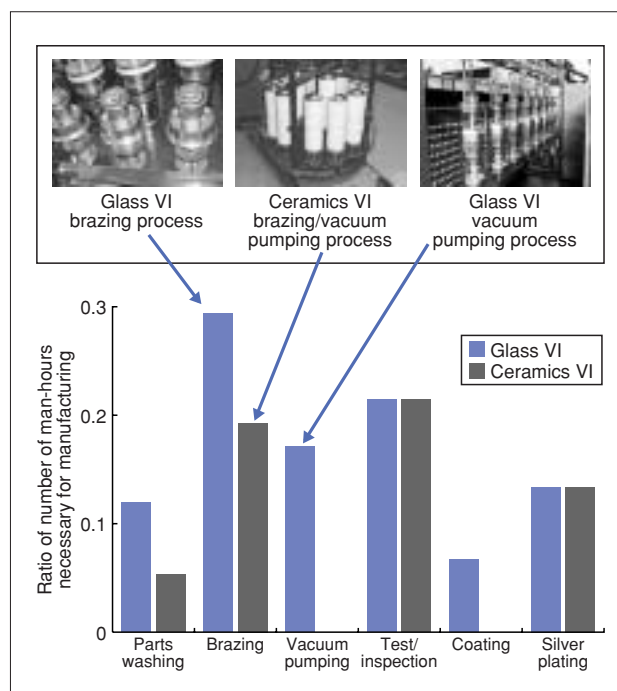 Glass VI
brazing process
Ceramics VI
brazing/vacuum
pumping process
Glass VI
vacuum
pumping process
Ratio of number of man-hours
necessary for manufacturing
0.3
0.2
0.1
0
Glass VI
Ceramics VI
Parts
washing
Brazing
Vacuum
pumping
Test/
inspection
Coating
Silver
plating